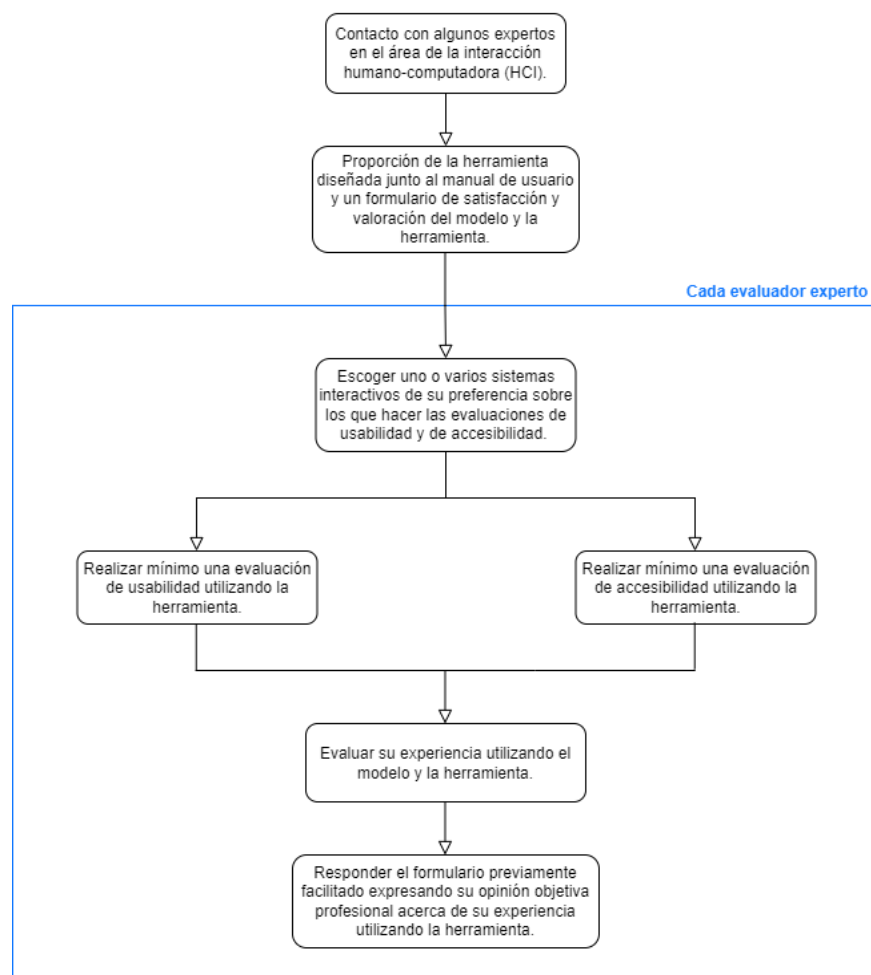 Contacto con algunos expertos
en el área de la interacción
humano-computadora (HCI).
Proporción de la herramienta
diseñada junto al manual de usuario
y un formulario de satisfacción y
valoración del modelo y la
herramienta.
Cada evaluador experto
Escoger uno o varios sistemas
interactivos de su preferencia sobre
los que hacer las evaluaciones de
usabilidad y de accesibilidad.
Realizar mínimo una evaluación
de usabilidad utilizando la
herramienta.
Realizar mínimo una evaluación
de accesibilidad utilizando la
herramienta.
Evaluar su experiencia utilizando el
modelo y la herramienta.
Responder el formulario previamente
facilitado expresando su opinión objetiva
profesional acerca de su experiencia
utilizando la herramienta.